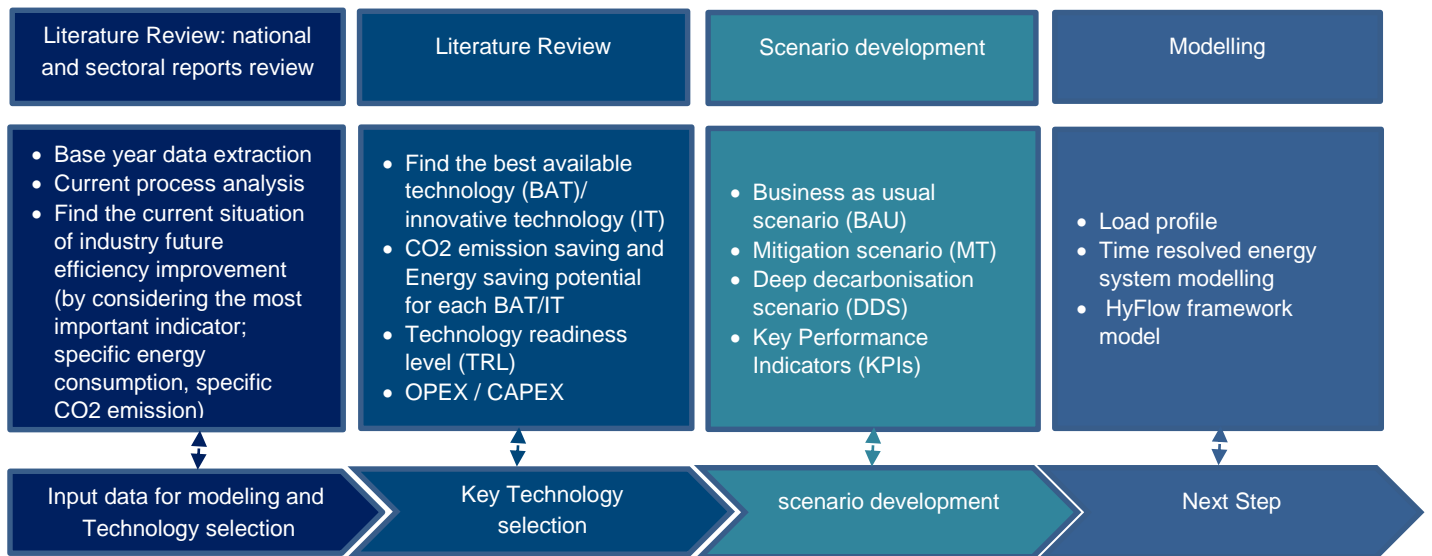 Literature Review: national
and sectoral reports review
Literature Review
Scenario development
Modelling
• Base year data extraction
• Current process analysis
• Find the current situation
of industry future
efficiency improvement
(by considering the most
important indicator;
specific energy
consumption, specific
CO2 emission)
• Find the best available
technology (BAT)/
innovative technology (IT)
• CO2 emission saving and
Energy saving potential
for each BAT/IT
• Technology readiness
level (TRL)
• OPEX / CAPEX
• Business as usual
scenario (BAU)
• Mitigation scenario (MT)
• Deep decarbonisation
scenario (DDS)
• Key Performance
Indicators (KPIs)
• Load profile
• Time resolved energy
system modelling
• HyFlow framework
model
Input data for modeling and
Technology selection
Key Technology
selection
scenario development
Next Step